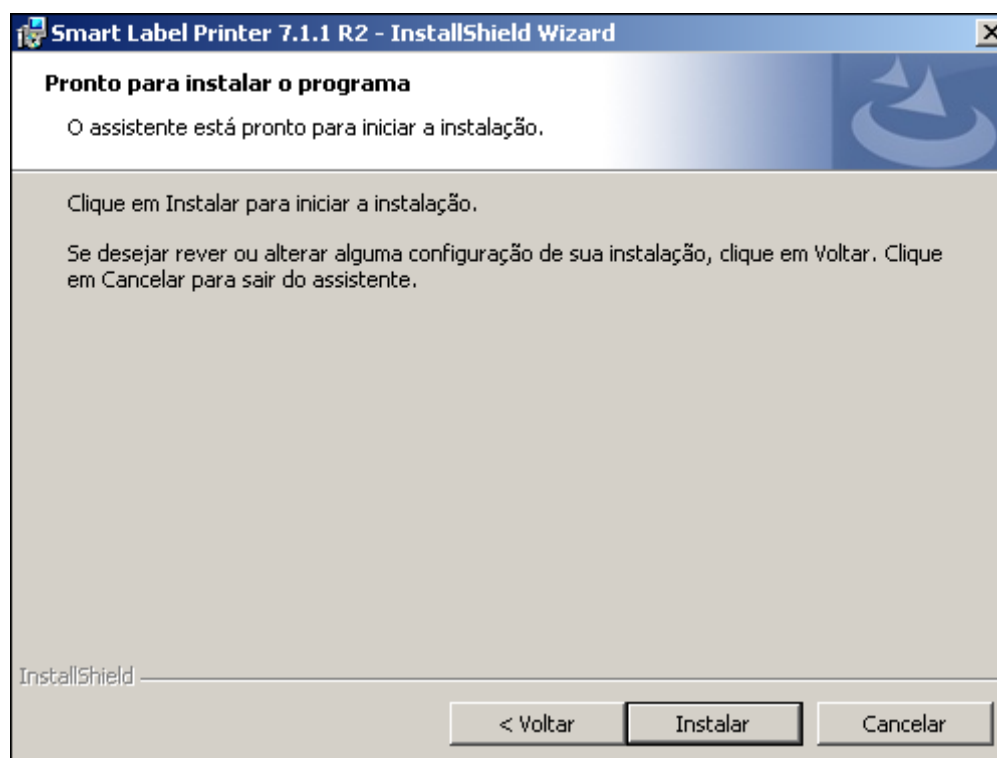 Smart Label Printer 7.1.1 R2 - InstallShield Wizard
Pronto para instalar o programa
O assistente está pronto para iniciar a instalação.
Clique em Instalar para iniciar a instalação.
Se desejar rever ou alterar alguma configuração de sua instalação, clique em Voltar. Clique
em Cancelar para sair do assistente.
InstallShield
< Voltar Instalar Cancelar